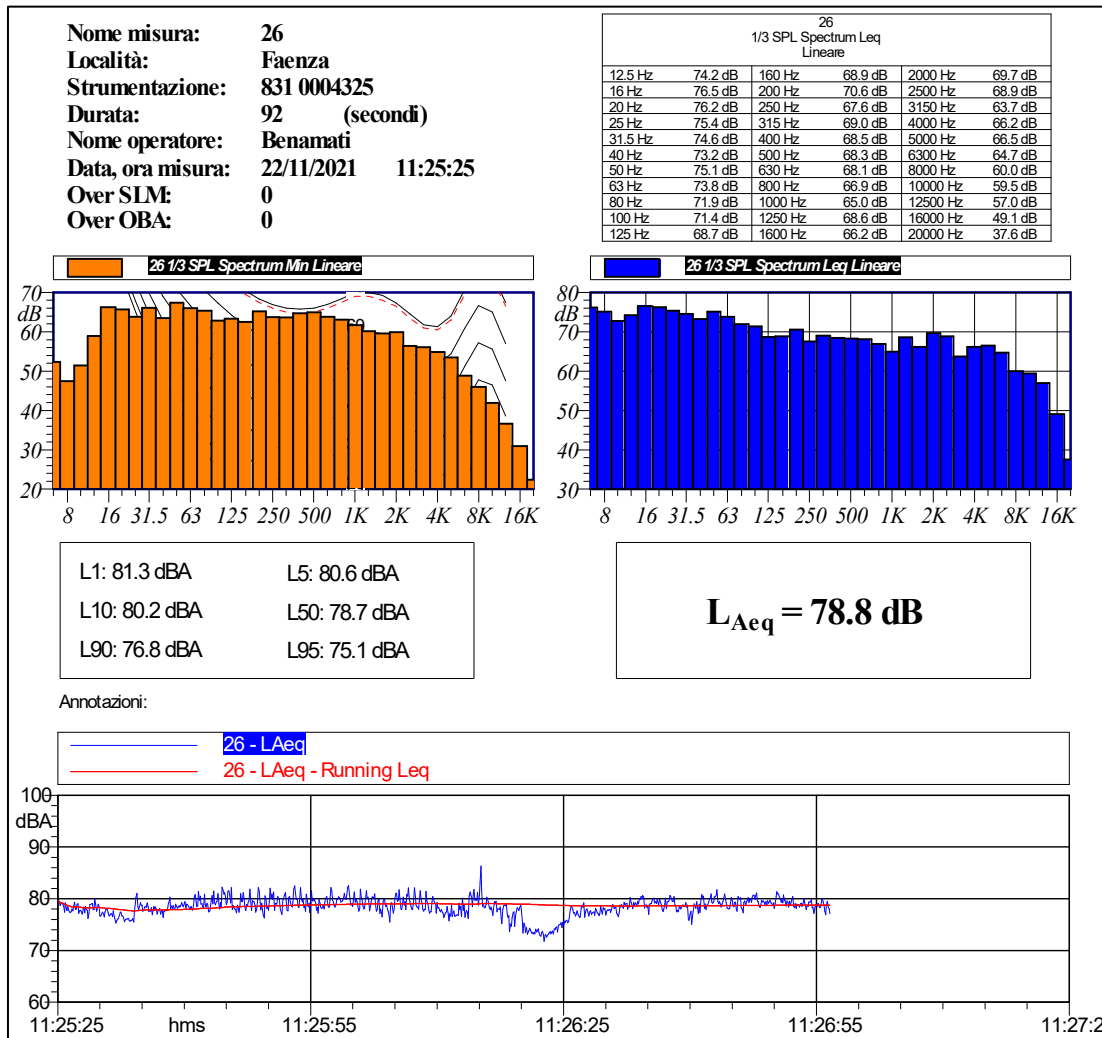 Nome misura: 26
Località: Faenza
Strumentazione: 831 0004325
Durata: 92 (secondi)
Nome operatore: Benamati
Data, ora misura: 22/11/2021 11:25:25
Over SLM: 0
Over OBA: 0
26
1/3 SPL Spectrum Leq
Lineare
12.5 Hz 74.2 dB 160 Hz 68.9 dB 2000 Hz 69.7 dB
16 Hz 76.5 dB 200 Hz 70.6 dB 2500 Hz 68.9 dB
20 Hz 76.2 dB 250 Hz 67.6 dB 3150 Hz 63.7 dB
25 Hz 75.4 dB 315 Hz 69.0 dB 4000 Hz 66.2 dB
31.5 Hz 74.6 dB 400 Hz 68.5 dB 5000 Hz 66.5 dB
40 Hz 73.2 dB 500 Hz 68.3 dB 6300 Hz 64.7 dB
50 Hz 75.1 dB 630 Hz 68.1 dB 8000 Hz 60.0 dB
63 Hz 73.8 dB 800 Hz 66.9 dB 10000 Hz 59.5 dB
80 Hz 71.9 dB 1000 Hz 65.0 dB 12500 Hz 57.0 dB
100 Hz 71.4 dB 1250 Hz 68.6 dB 16000 Hz 49.1 dB
125 Hz 68.7 dB 1600 Hz 66.2 dB 20000 Hz 37.6 dB
26 1/3 SPL Spectrum Min Lineare
70
dB
60
50
40
30
20
8 16 31.5 63 125 250 500 1K 2K 4K 8K 16K
26 1/3 SPL Spectrum Leq Lineare
80
dB
70
60
50
40
30
8 16 31.5 63 125 250 500 1K 2K 4K 8K 16K
L1: 81.3 dBA L5: 80.6 dBA
L10: 80.2 dBA L50: 78.7 dBA
L90: 76.8 dBA L95: 75.1 dBA
LAeq = 78.8 dB
Annotazioni:
26 - LAeq
26 - LAeq - Running Leq
100
dBA
90
80
70
60
11:25:25 hms 11:25:55 11:26:25 11:26:55 11:27:2